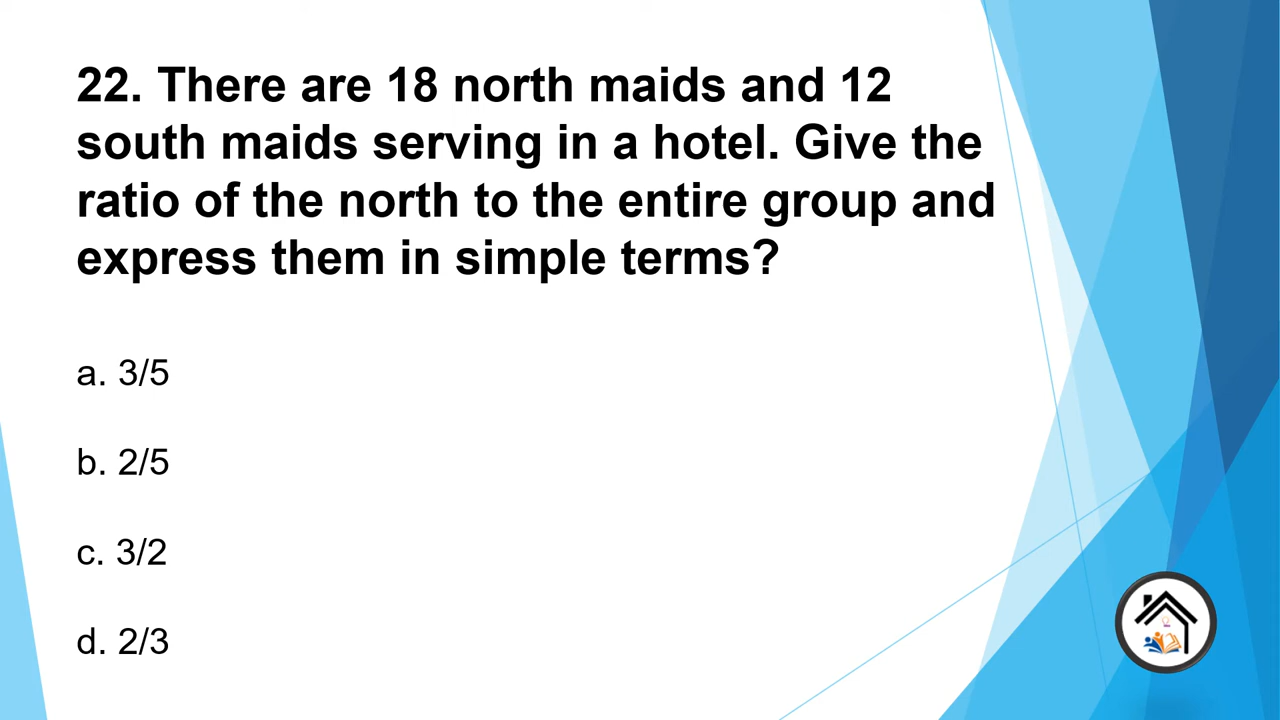 22. There are 18 north maids and 12
south maids serving in a hotel. Give the
ratio of the north to the entire group and
express them in simple terms?
a. 3/5
b. 2/5
c. 3/2
d. 2/3